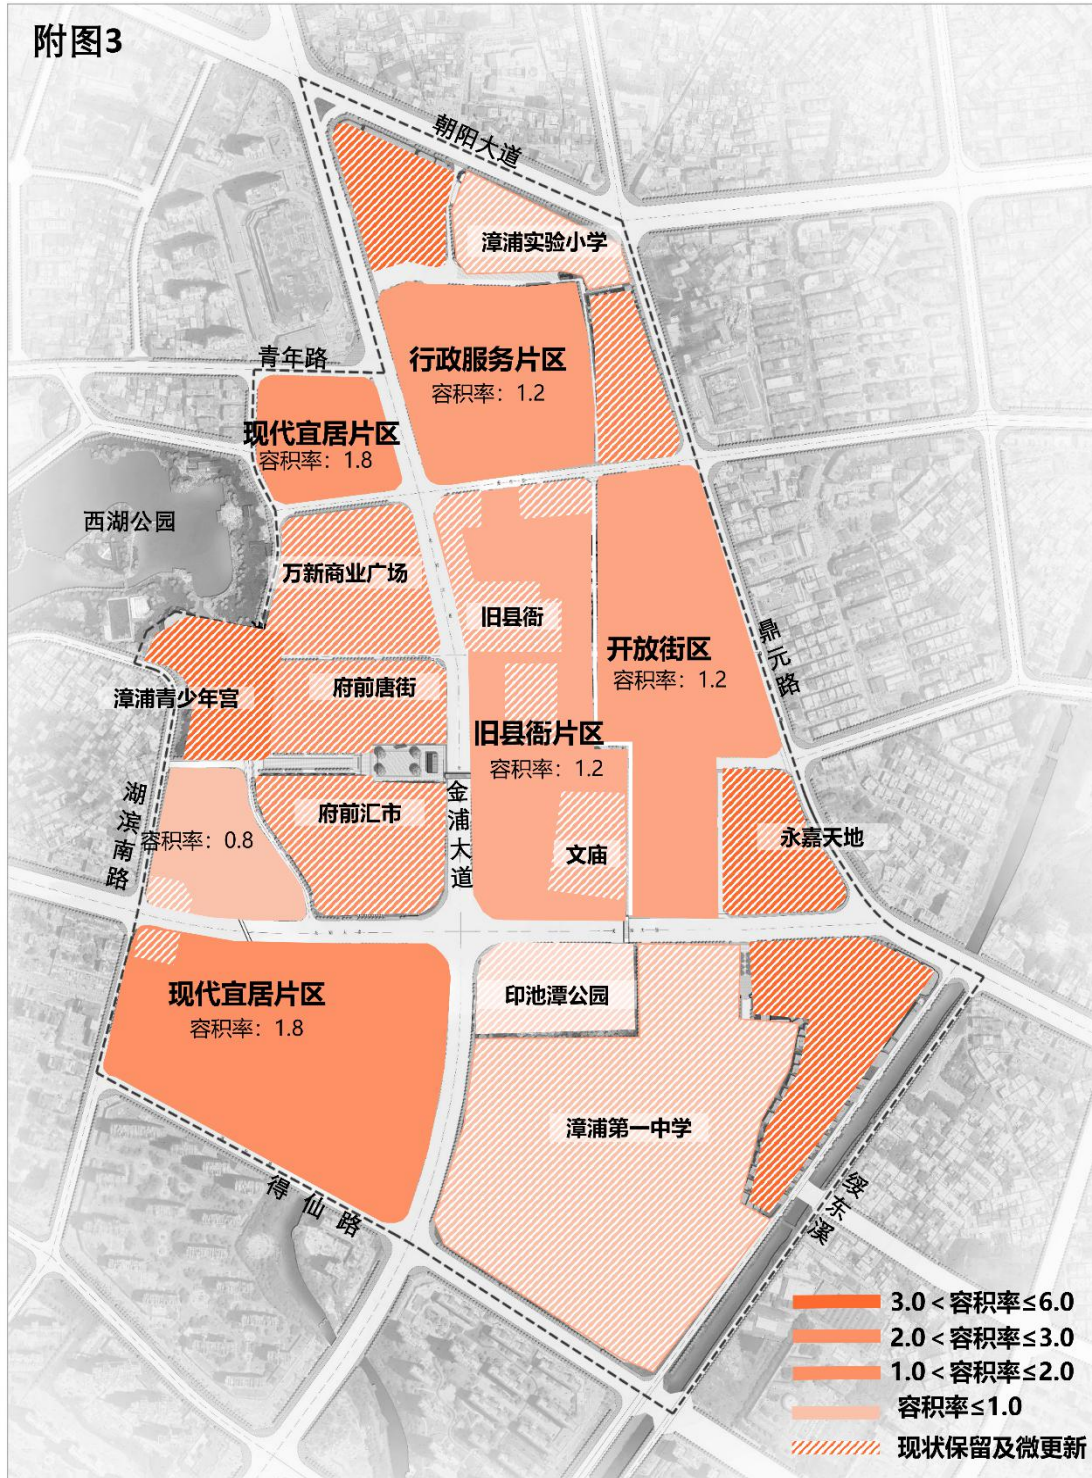 附图3
朝阳大道
漳浦实验小学
青年路
行政服务片区
容积率：1.2
现代宜居片区
容积率：1.8
西湖公园
万新商业广场
旧县衙
开放街区
容积率：1.2
鼎元路
漳浦青少年宫
府前唐街
旧县衙片区
容积率：1.2
湖滨南路
容积率：0.8
府前汇市
金浦大道
文庙
永嘉天地
现代宜居片区
容积率：1.8
印池潭公园
漳浦第一中学
得仙路
绥东溪
3.0＜容积率≤6.0
2.0＜容积率≤3.0
1.0＜容积率≤2.0
容积率≤1.0
现状保留及微更新